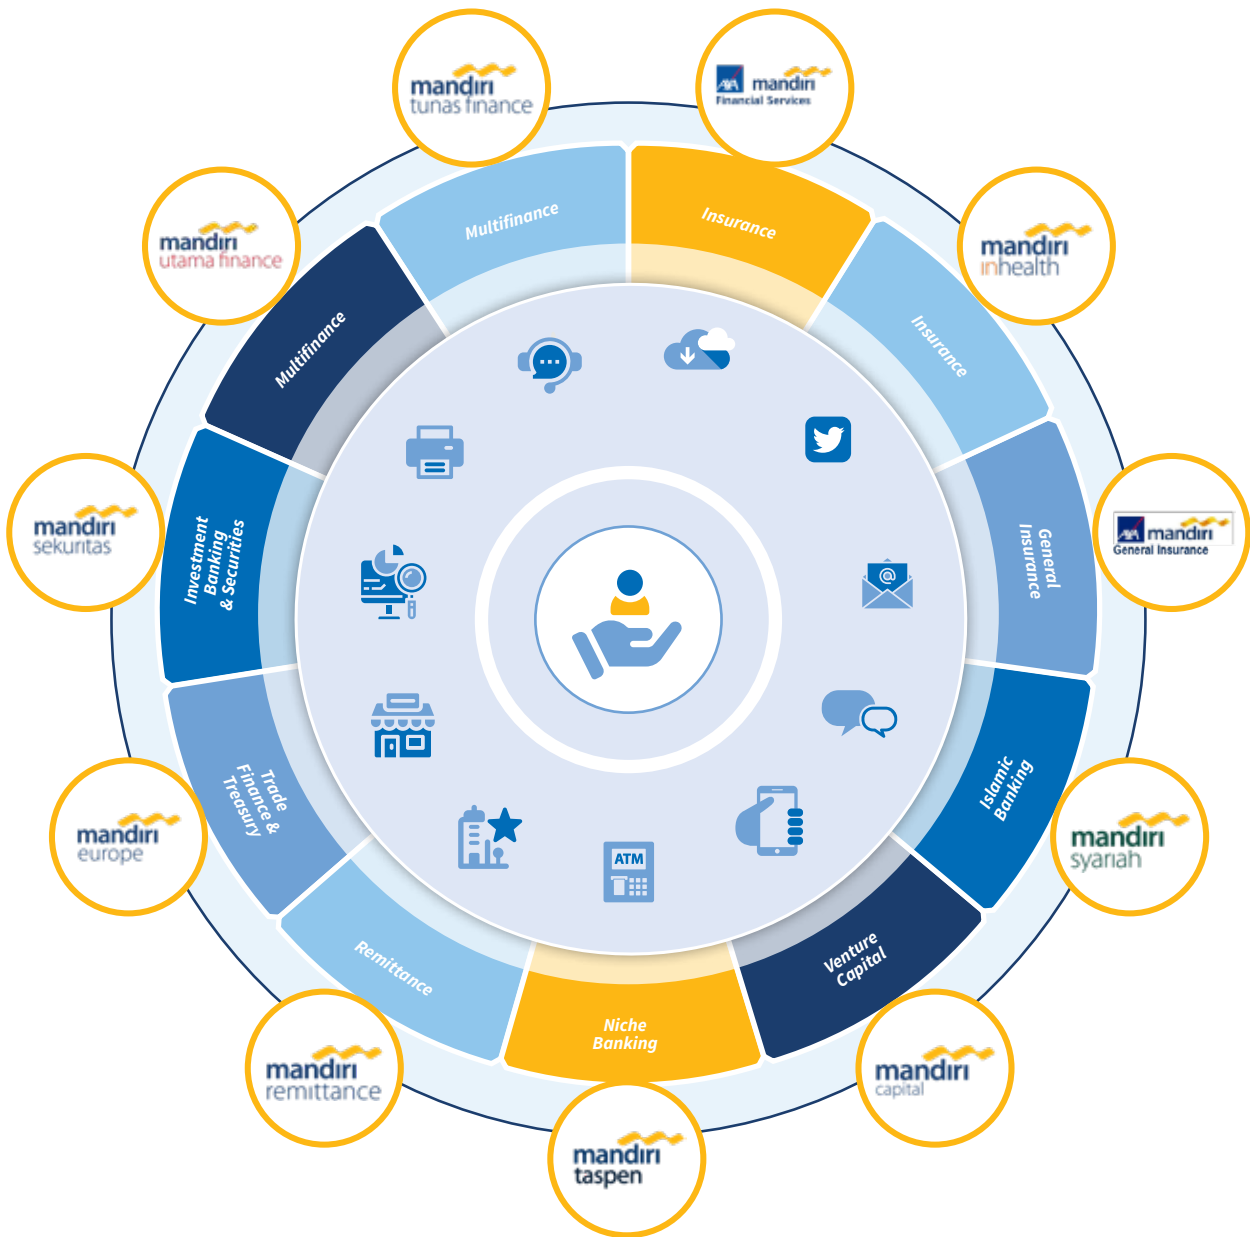 mandiri
tunas finance
AXA mandiri
Financial Services
mandiri
utama finance
mandiri
inhealth
Multifinance
Insurance
Multifinance
Insurance
mandiri
sekuritas
Investment
Banking
& Securities
General
Insurance
AXA mandiri
General Insurance
@
Trade
Finance &
Treasury
Islamic
Banking
mandiri
europe
mandiri
syariah
ATM
Remittance
Venture
Capital
Niche
Banking
mandiri
remittance
mandiri
capital
mandiri
taspen